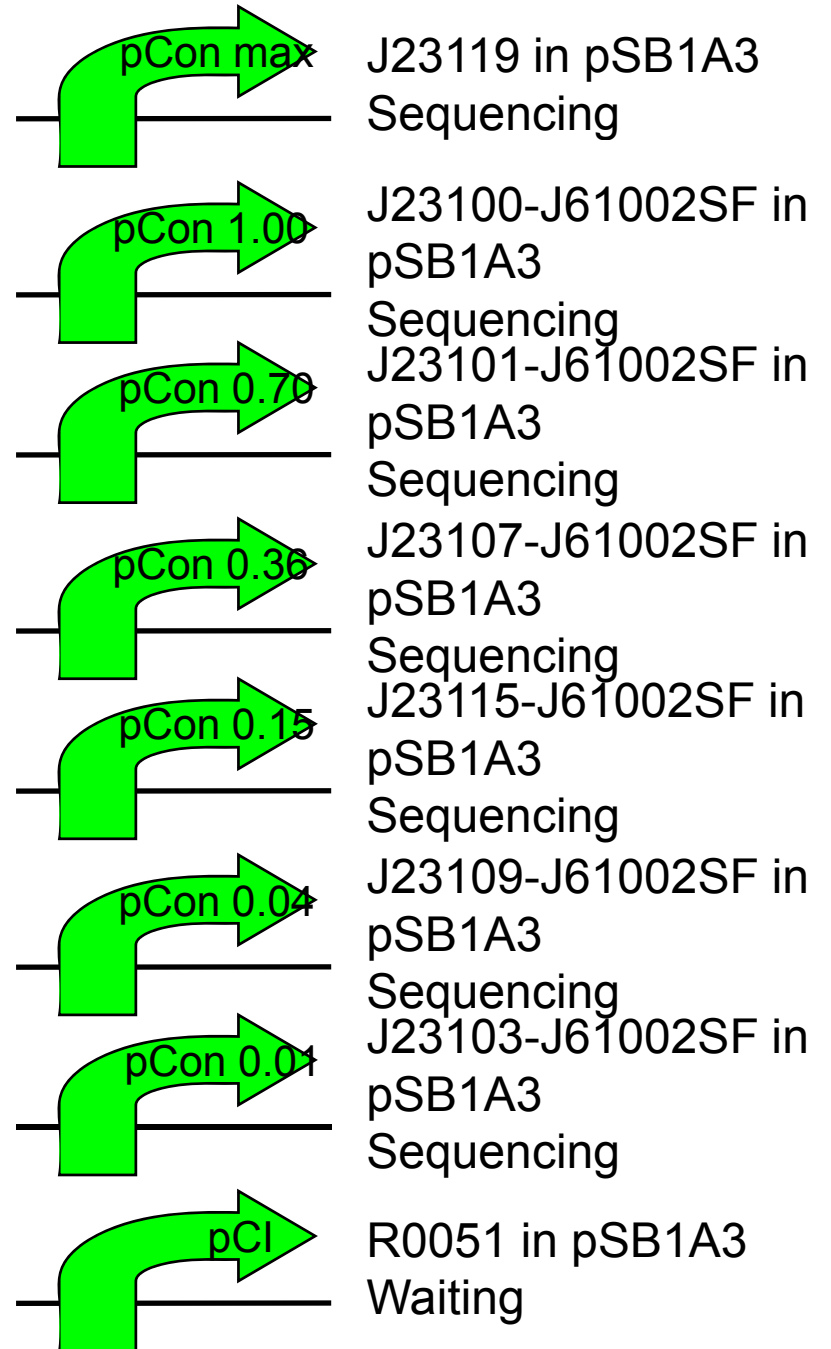 pCon max
J23119 in pSB1A3
Sequencing
pCon 1.00
J23100-J61002SF in
pSB1A3
Sequencing
pCon 0.70
J23101-J61002SF in
pSB1A3
Sequencing
pCon 0.36
J23107-J61002SF in
pSB1A3
Sequencing
pCon 0.15
J23115-J61002SF in
pSB1A3
Sequencing
pCon 0.04
J23109-J61002SF in
pSB1A3
Sequencing
pCon 0.01
J23103-J61002SF in
pSB1A3
Sequencing
pCI
R0051 in pSB1A3
Waiting